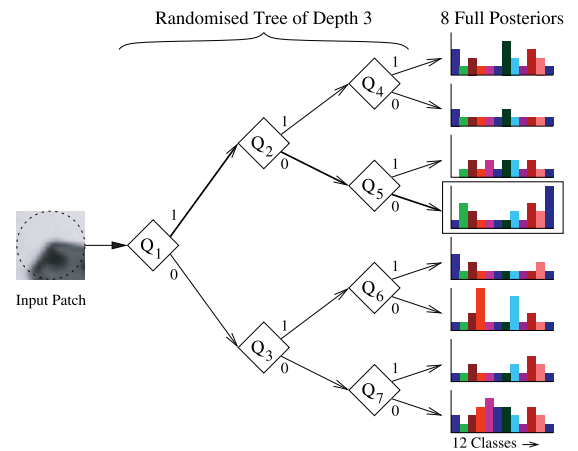 Randomised Tree of Depth 3
8 Full Posteriors
Q4
1
0
Q2
1
0
Q5
1
0
Q1
1
0
Input Patch
Q6
1
0
Q3
1
0
Q7
1
0
12 Classes